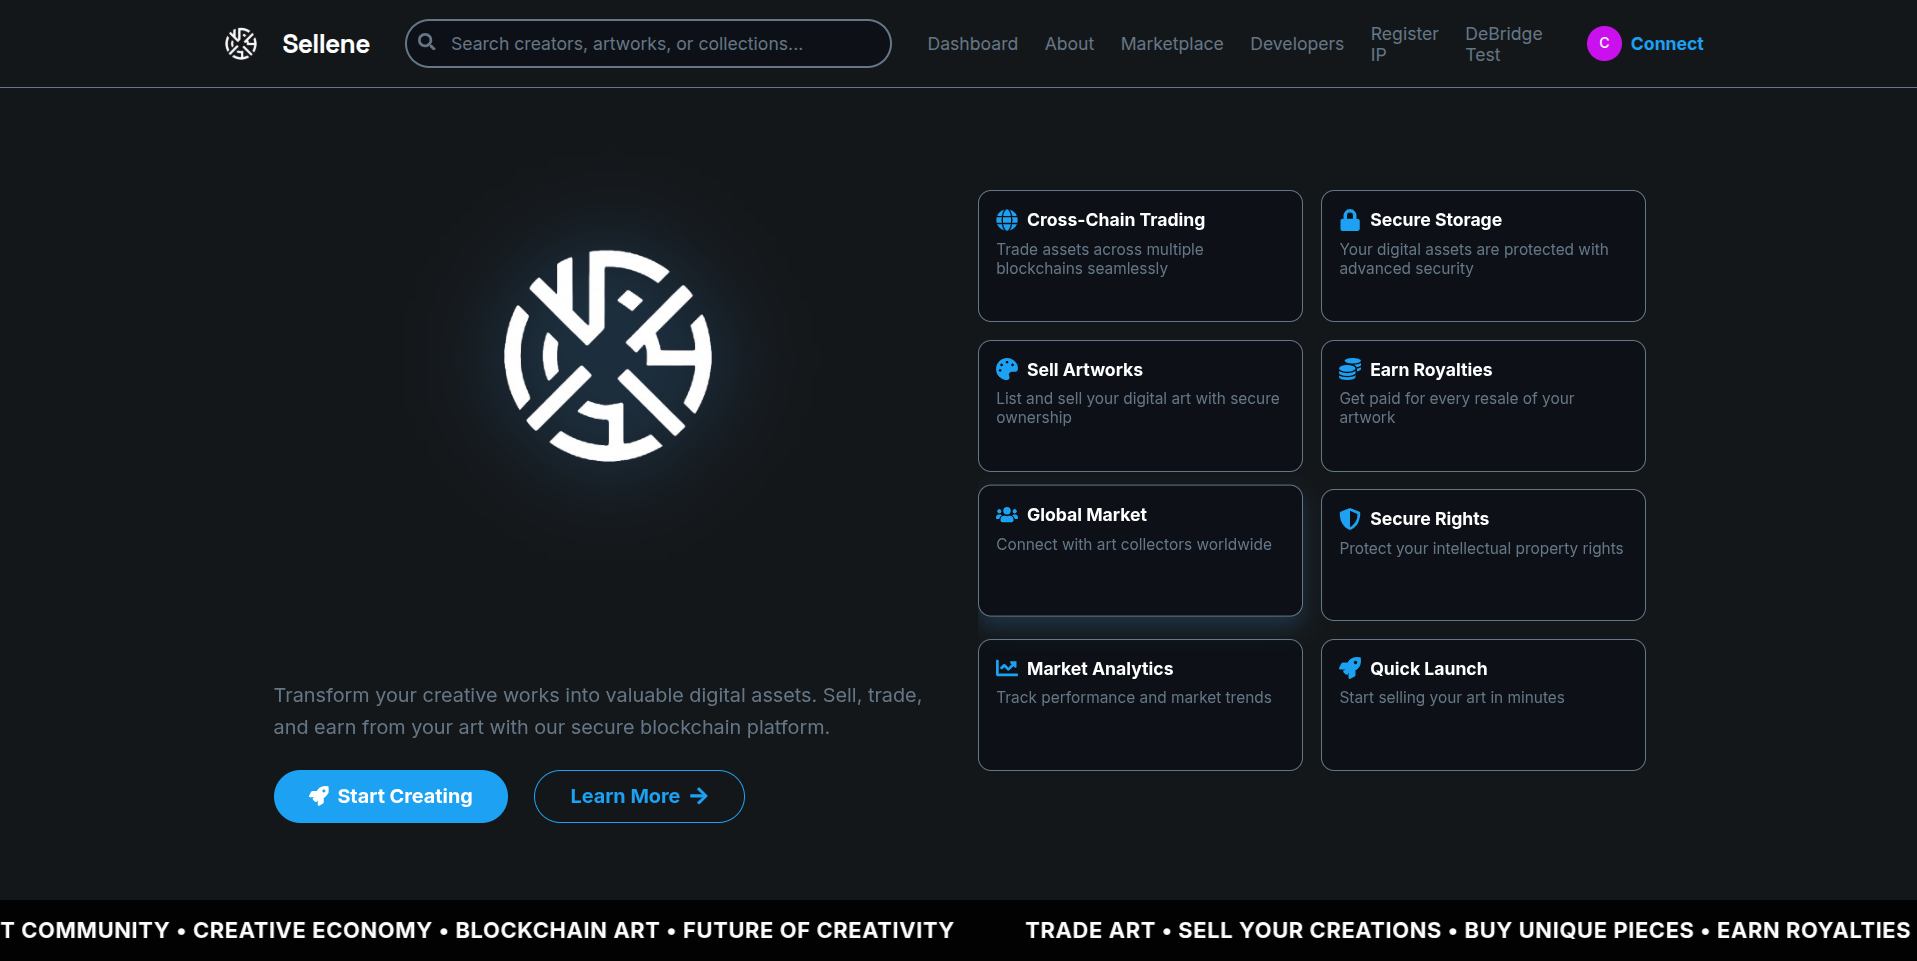 Sellene
Search creators, artworks, or collections...
Dashboard
About
Marketplace
Developers
Register
IP
DeBridge
Test
C
Connect
Cross-Chain Trading
Trade assets across multiple
blockchains seamlessly
Secure Storage
Your digital assets are protected with
advanced security
Sell Artworks
List and sell your digital art with secure
ownership
Earn Royalties
Get paid for every resale of your
artwork
Global Market
Connect with art collectors worldwide
Secure Rights
Protect your intellectual property rights
Market Analytics
Track performance and market trends
Quick Launch
Start selling your art in minutes
Transform your creative works into valuable digital assets. Sell, trade,
and earn from your art with our secure blockchain platform.
Start Creating
Learn More
T COMMUNITY • CREATIVE ECONOMY • BLOCKCHAIN ART • FUTURE OF CREATIVITY
TRADE ART • SELL YOUR CREATIONS • BUY UNIQUE PIECES • EARN ROYALTIES